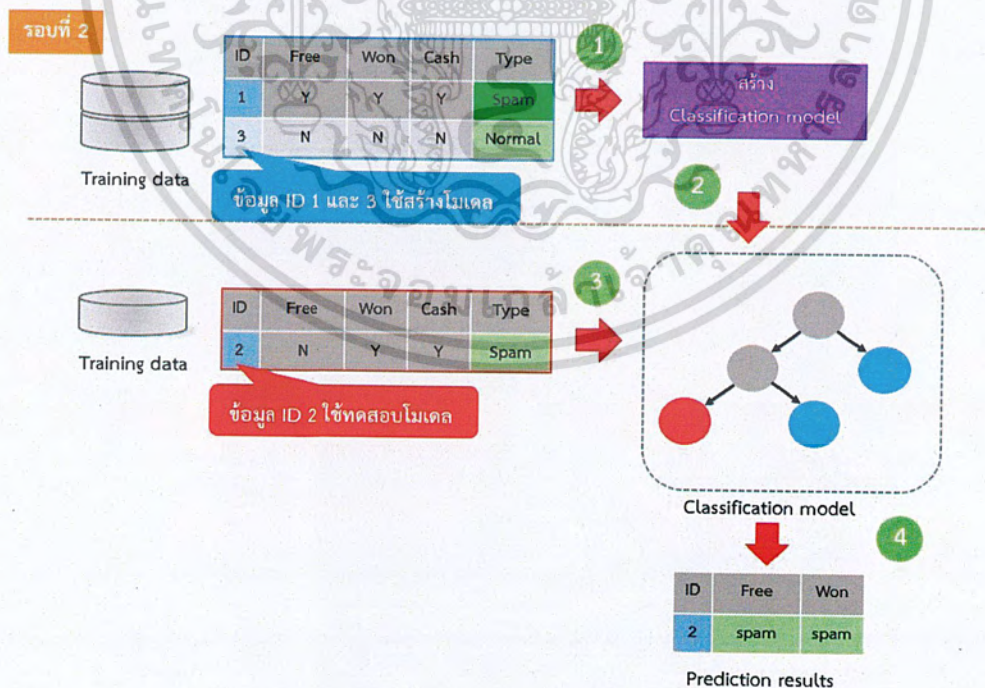 รอบที่ 2
ID Free Won Cash Type
1 Y Y Y Spam
3 N N N Normal
1
สร้าง
Classification model
Training data
ข้อมูล ID 1 และ 3 ใช้สร้างโมเดล
2
ID Free Won Cash Type
2 N Y Y Spam
3
Training data
ข้อมูล ID 2 ใช้ทดสอบโมเดล
Classification model
4
ID Free Won
2 spam spam
Prediction results